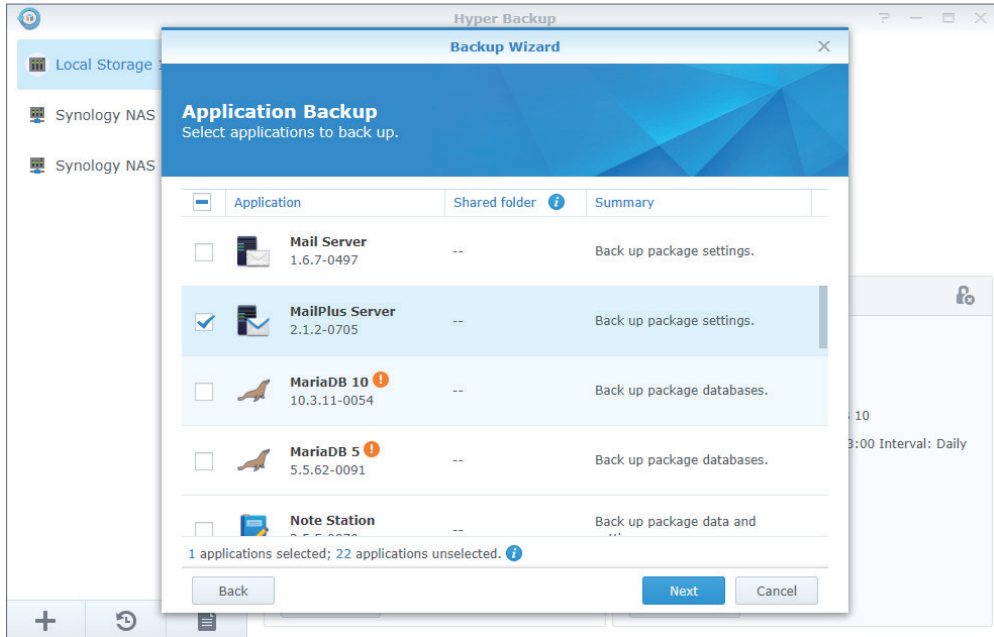 Hyper Backup
Local Storage
Synology NAS
Synology NAS
Backup Wizard
Application Backup
Select applications to back up.
Application Shared folder Summary
Mail Server
1.6.7-0497
-- Back up package settings.
MailPlus Server
2.1.2-0705
-- Back up package settings.
MariaDB 10
10.3.11-0054
-- Back up package databases.
MariaDB 5
5.5.62-0091
-- Back up package databases.
Note Station
-- Back up package data and
1 applications selected; 22 applications unselected.
Back Next Cancel
10
3:00 Interval: Daily